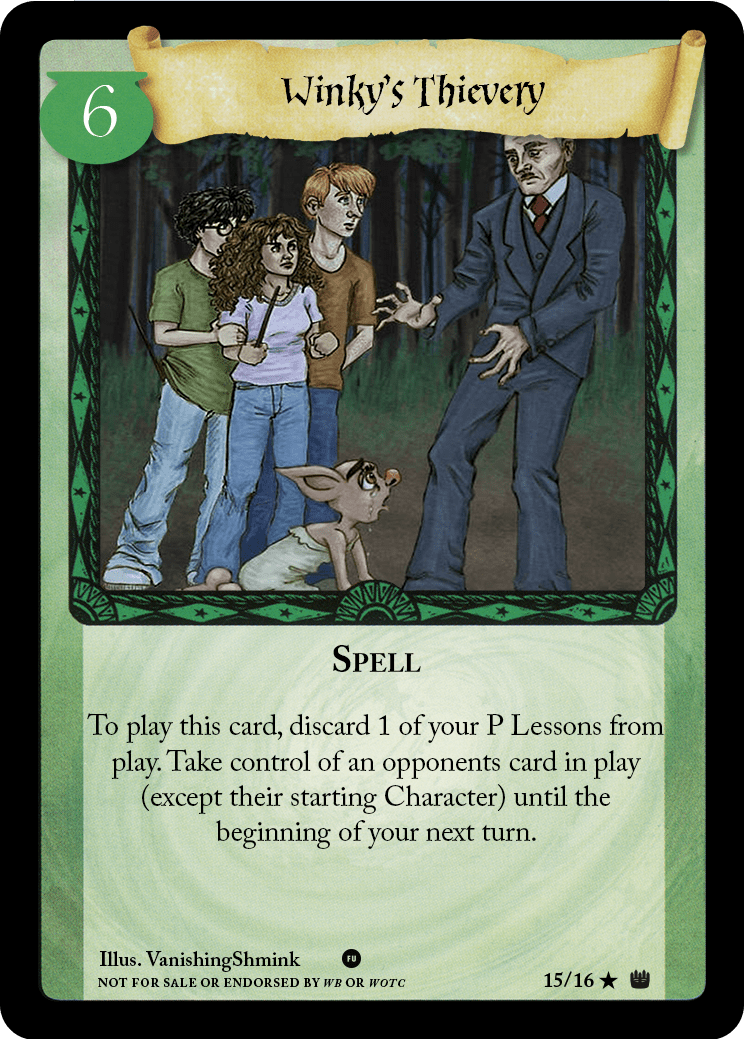 Winky's Thievery
6
SPELL
To play this card, discard 1 of your P Lessons from
play. Take control of an opponents card in play
(except their starting Character) until the
beginning of your next turn.
Illus. VanishingShmink
FU
NOT FOR SALE OR ENDORSED BY WB OR WOTC
15/16 ★